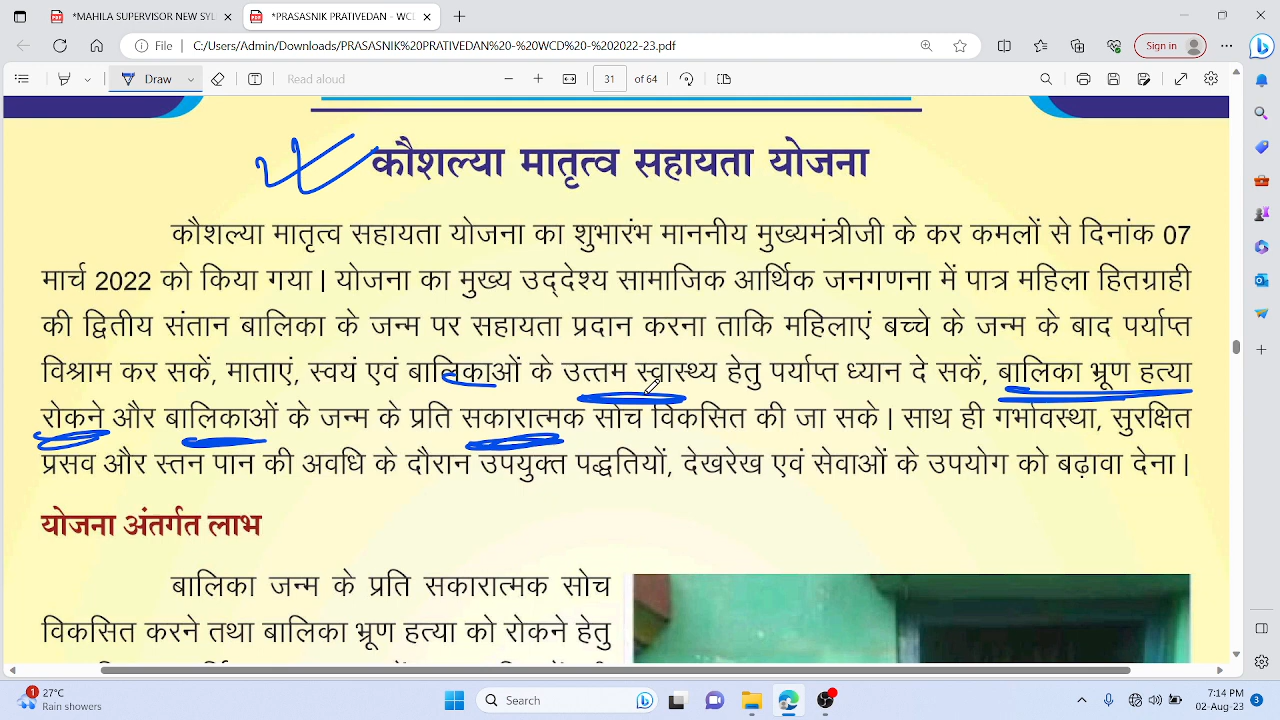 *MAHILA SUPERVISOR NEW SYL
*PRASASNIK PRATIVEDAN - WCD
File
C:/Users/Admin/Downloads/PRASASNIK%20PRATIVEDAN%20-%20WCD%20-%202022-23.pdf
Sign in
Draw
Read aloud
31 of 64
कौशल्या मातृत्व सहायता योजना
कौशल्या मातृत्व सहायता योजना का शुभारंभ माननीय मुख्यमंत्रीजी के कर कमलों से दिनांक 07
मार्च 2022 को किया गया। योजना का मुख्य उद्देश्य सामाजिक आर्थिक जनगणना में पात्र महिला हितग्राही
की द्वितीय संतान बालिका के जन्म पर सहायता प्रदान करना ताकि महिलाएं बच्चे के जन्म के बाद पर्याप्त
विश्राम कर सकें, माताएं, स्वयं एवं बालिकाओं के उत्तम स्वास्थ्य हेतु पर्याप्त ध्यान दे सकें, बालिका भ्रूण हत्या
रोकने और बालिकाओं के जन्म के प्रति सकारात्मक सोच विकसित की जा सके। साथ ही गर्भावस्था, सुरक्षित
प्रसव और स्तन पान की अवधि के दौरान उपयुक्त पद्धतियों, देखरेख एवं सेवाओं के उपयोग को बढ़ावा देना।
योजना अंतर्गत लाभ
बालिका जन्म के प्रति सकारात्मक सोच
विकसित करने तथा बालिका भ्रूण हत्या को रोकने हेतु
1
27°C
Rain showers
Search
7:14 PM
02-Aug-23
3